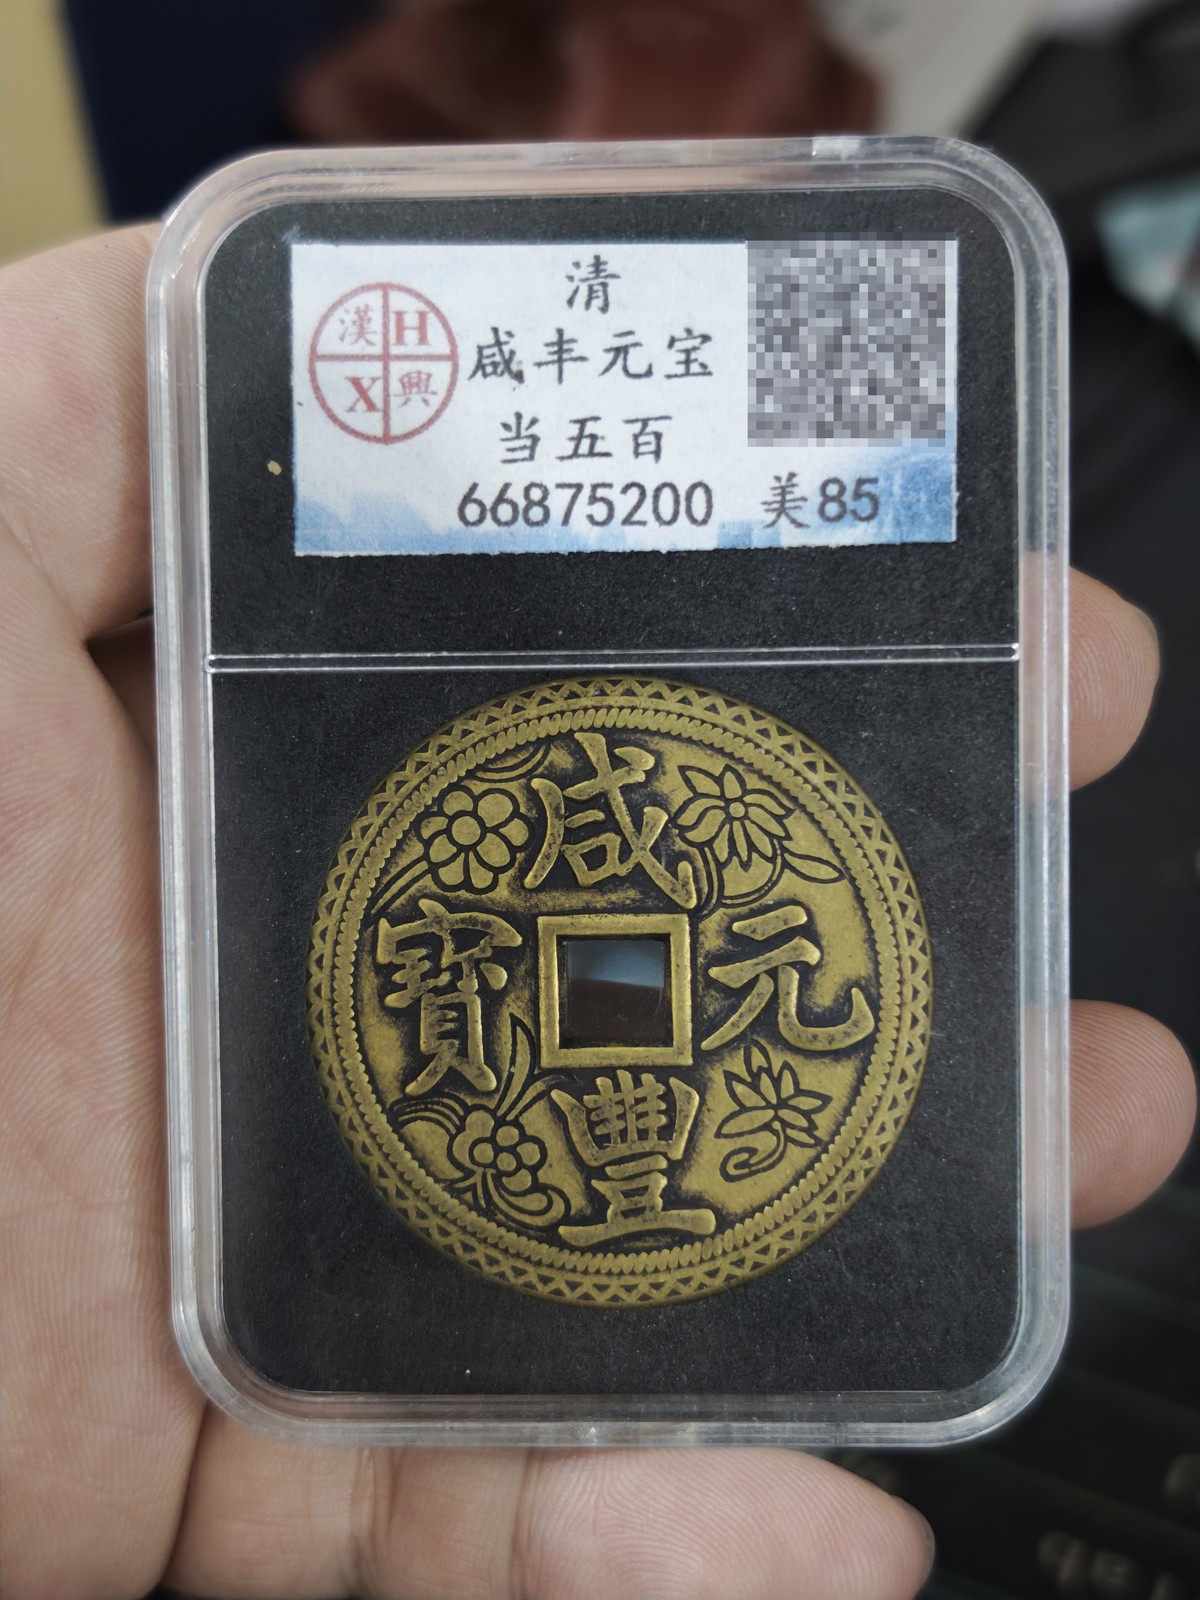 清
漢 H
X 興
咸丰元宝
当五百
66875200 美85
咸
寶 元
豐